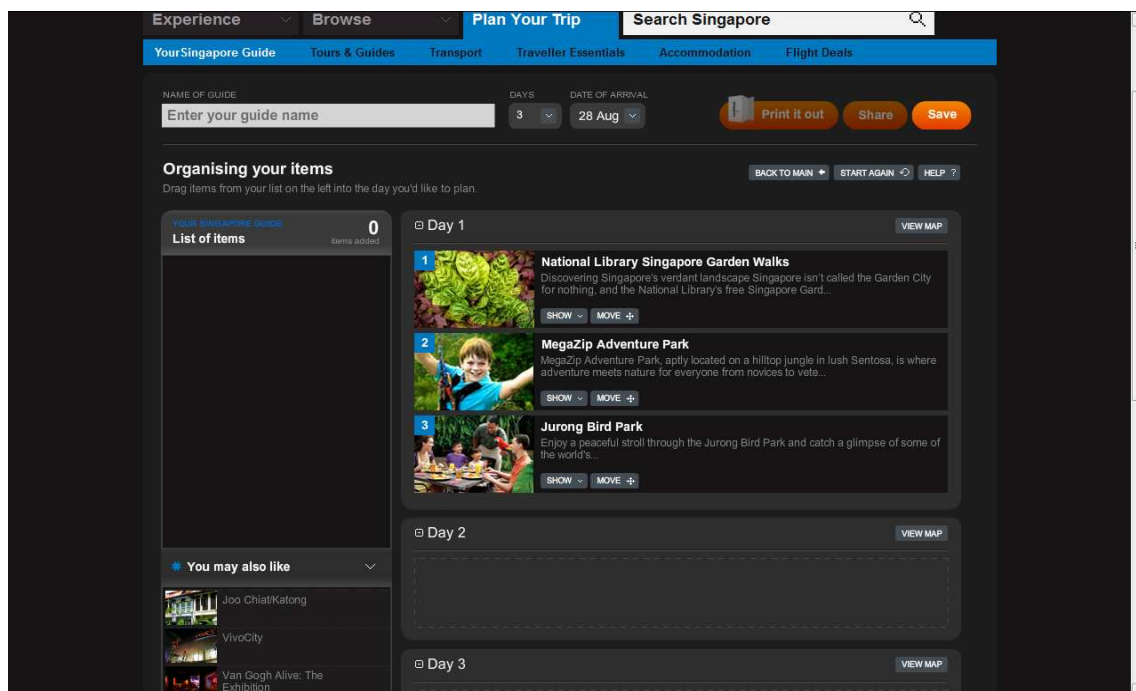 Experience Browse Plan Your Trip Search Singapore
YourSingapore Guide Tours & Guides Transport Traveller Essentials Accommodation Flight Deals
NAME OF GUIDE DAYS DATE OF ARRIVAL
Enter your guide name 3 28 Aug Print it out Share Save
Organising your items
Drag items from your list on the left into the day you'd like to plan.
BACK TO MAIN START AGAIN HELP ?
YOUR SINGAPORE GUIDE
List of items
0
items added
Day 1 VIEW MAP
1 National Library Singapore Garden Walks
Discovering Singapore's verdant landscape Singapore isn't called the Garden City
for nothing, and the National Library's free Singapore Gard...
SHOW MOVE
2 MegaZip Adventure Park
MegaZip Adventure Park, aptly located on a hilltop jungle in lush Sentosa, is where
adventure meets nature for everyone from novices to vete...
SHOW MOVE
3 Jurong Bird Park
Enjoy a peaceful stroll through the Jurong Bird Park and catch a glimpse of some of
the world's...
SHOW MOVE
Day 2 VIEW MAP
You may also like
Joo Chiat/Katong
VivoCity
Van Gogh Alive: The
Exhibition
Day 3 VIEW MAP